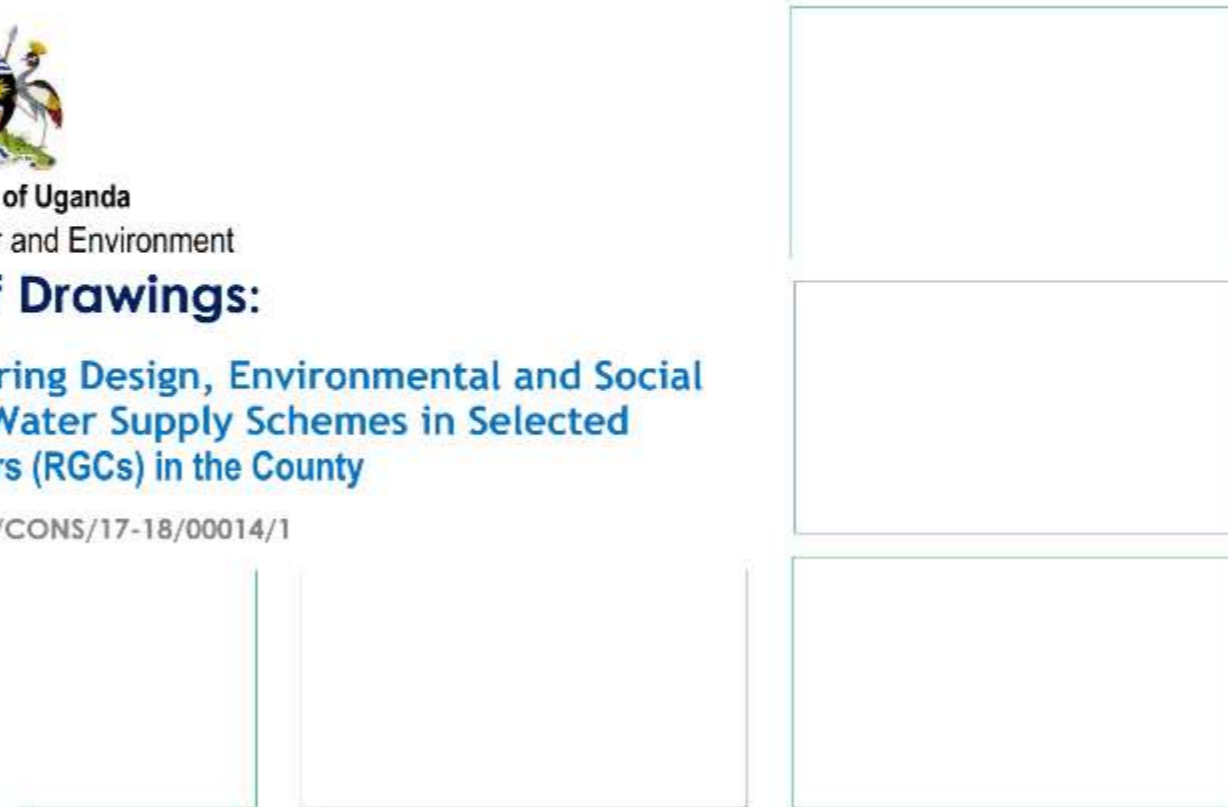 of Uganda
and Environment
Drawings:
ring Design, Environmental and Social
Water Supply Schemes in Selected
rs (RGCs) in the County
/CONS/17-18/00014/1